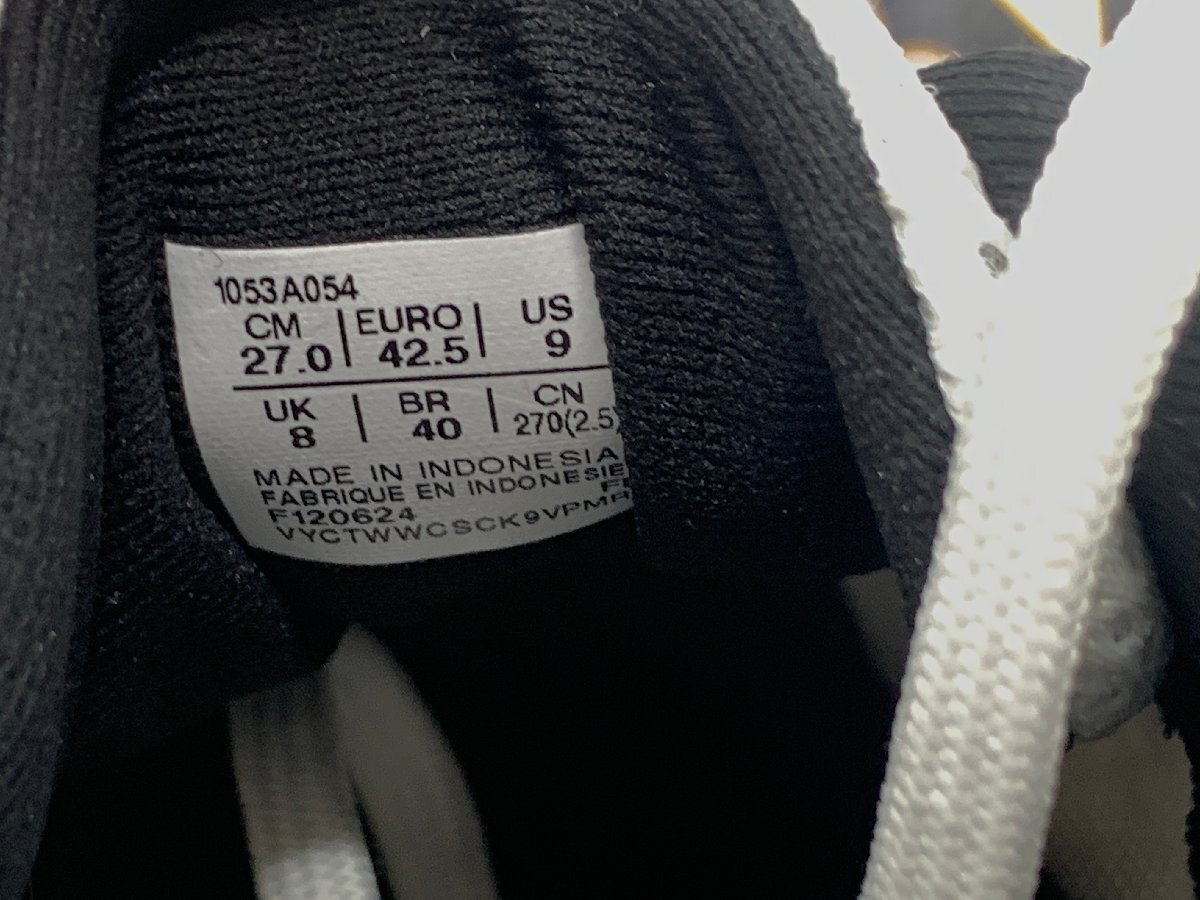 1053A054
CM | EURO | US
27.0 | 42.5 | 9
UK | BR | CN
8 | 40 | 270(2.5)
MADE IN INDONESIA
FABRIQUE EN INDONESIE
F120624
VYCTWWCSCK9VPM